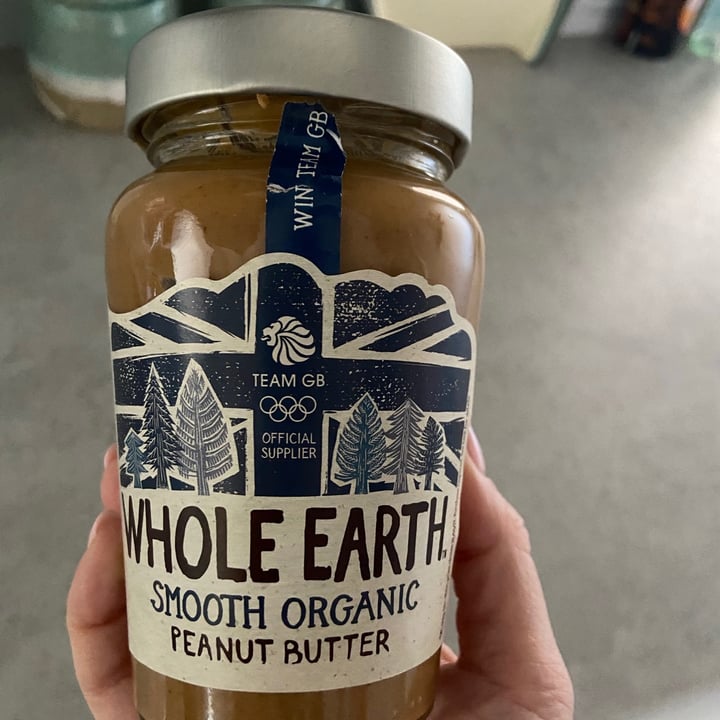 WIN TEAM GB
TEAM GB
OFFICIAL
SUPPLIER
WHOLE EARTH
SMOOTH ORGANIC
PEANUT BUTTER